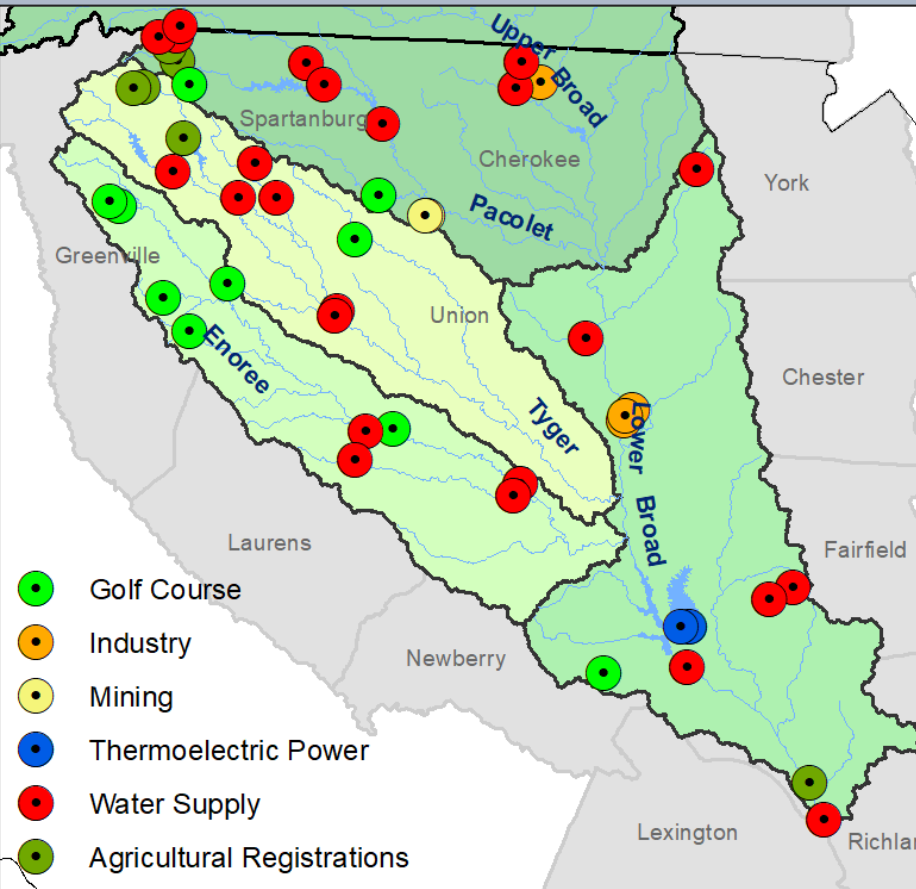 Upper
Broad
Spartanburg
Cherokee
York
Pacolet
Greenville
Union
Enoree
Chester
Tyger
Lower
Broad
Laurens
Fairfield
Newberry
Golf Course
Industry
Mining
Thermoelectric Power
Water Supply
Agricultural Registrations
Lexington
Richlan